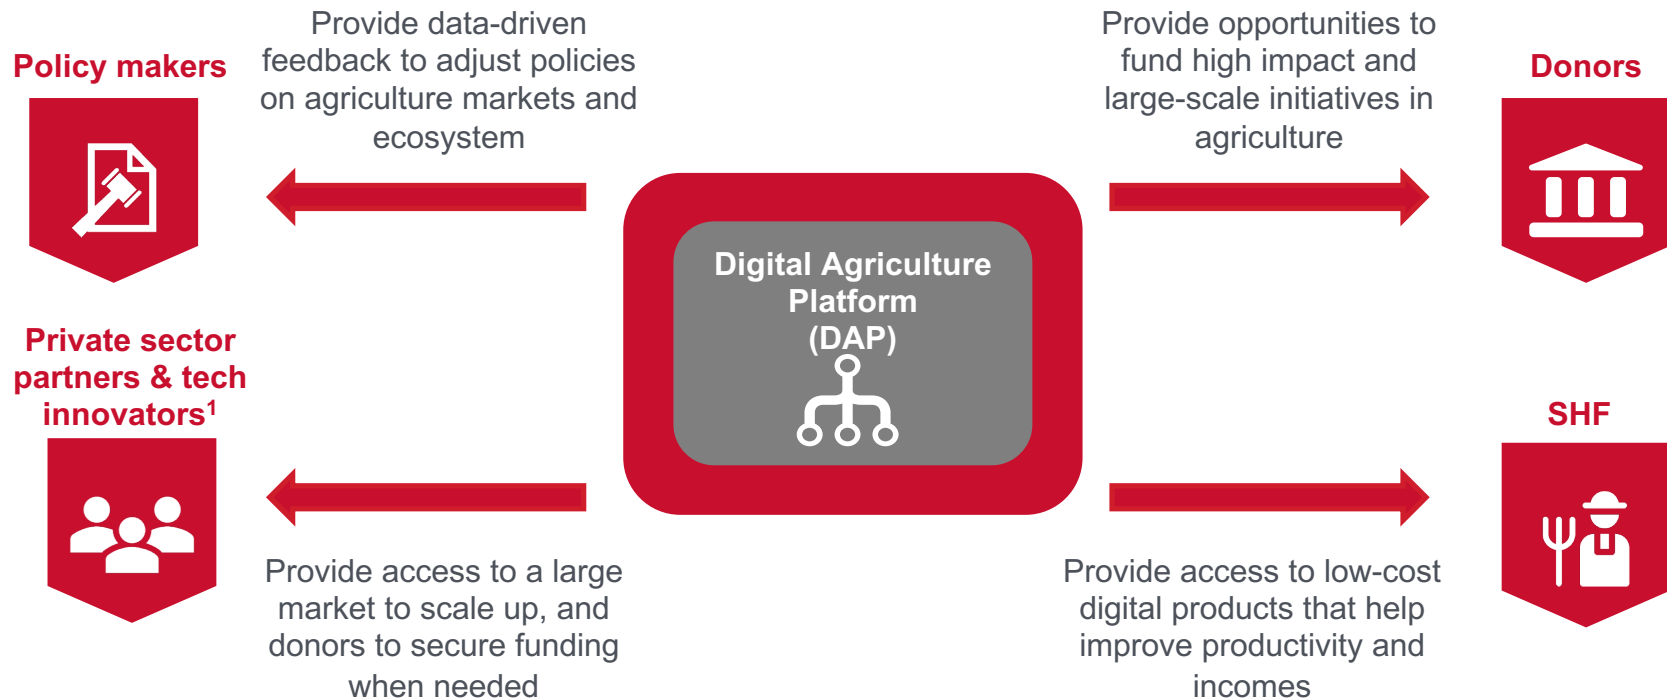 Policy makers
Provide data-driven
feedback to adjust policies
on agriculture markets and
ecosystem
Provide opportunities to
fund high impact and
large-scale initiatives in
agriculture
Donors
Digital Agriculture
Platform
(DAP)
Private sector
partners & tech
innovators¹
Provide access to a large
market to scale up, and
donors to secure funding
when needed
SHF
Provide access to low-cost
digital products that help
improve productivity and
incomes